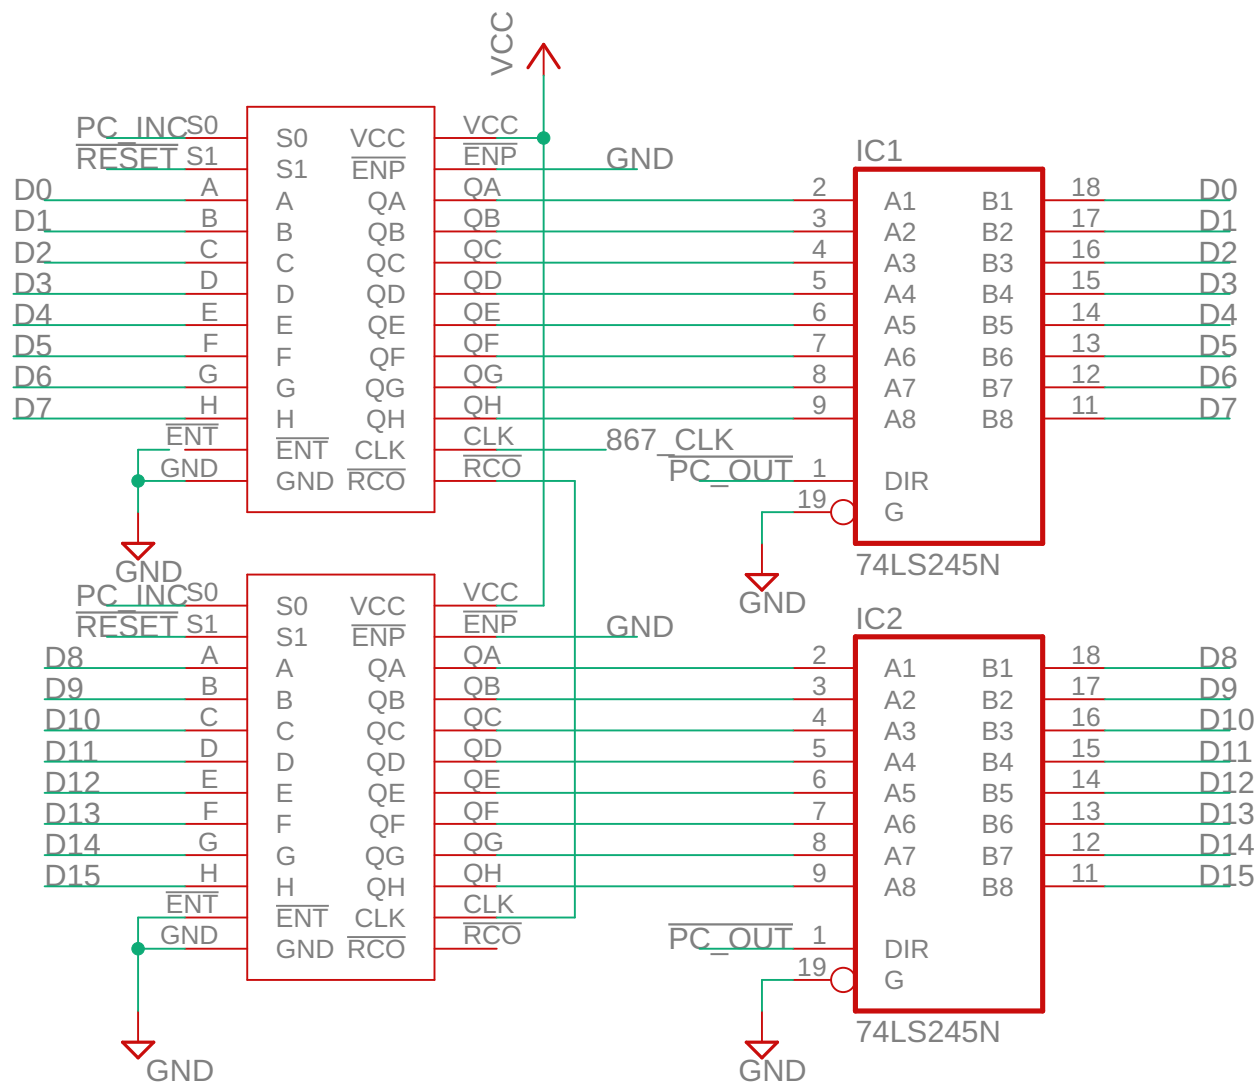 VCC
PC_INC S0 S0 VCC VCC
RESET S1 S1 ENP ENP GND IC1
D0 A A QA QA 2 A1 B1 18 D0
D1 B B QB QB 3 A2 B2 17 D1
D2 C C QC QC 4 A3 B3 16 D2
D3 D D QD QD 5 A4 B4 15 D3
D4 E E QE QE 6 A5 B5 14 D4
D5 F F QF QF 7 A6 B6 13 D5
D6 G G QG QG 8 A7 B7 12 D6
D7 H H QH QH 9 A8 B8 11 D7
ENT ENT CLK CLK 867_CLK
GND GND RCO RCO PC_OUT 1 DIR
19 G
GND 74LS245N
PC_INC S0 S0 VCC VCC GND
RESET S1 S1 ENP ENP GND IC2
D8 A A QA QA 2 A1 B1 18 D8
D9 B B QB QB 3 A2 B2 17 D9
D10 C C QC QC 4 A3 B3 16 D10
D11 D D QD QD 5 A4 B4 15 D11
D12 E E QE QE 6 A5 B5 14 D12
D13 F F QF QF 7 A6 B6 13 D13
D14 G G QG QG 8 A7 B7 12 D14
D15 H H QH QH 9 A8 B8 11 D15
ENT ENT CLK CLK
GND GND RCO RCO PC_OUT 1 DIR
19 G
74LS245N
GND GND